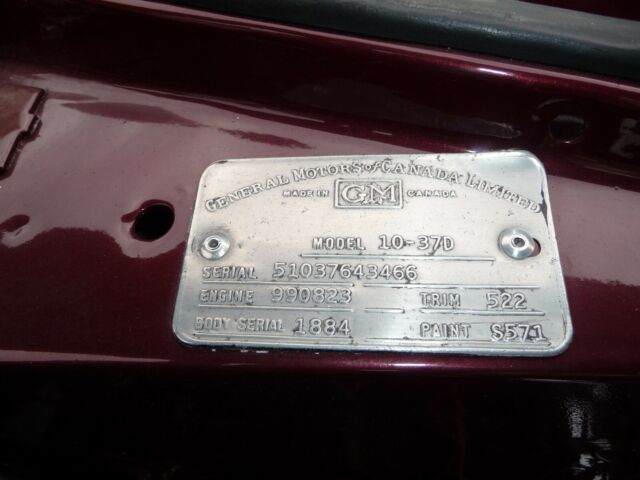 GENERAL MOTORS OF CANADA LIMITED
MADE IN GM CANADA
MODEL 10-37D
SERIAL 51037643466
ENGINE 990823 TRIM 522
BODY SERIAL 1884 PAINT S571